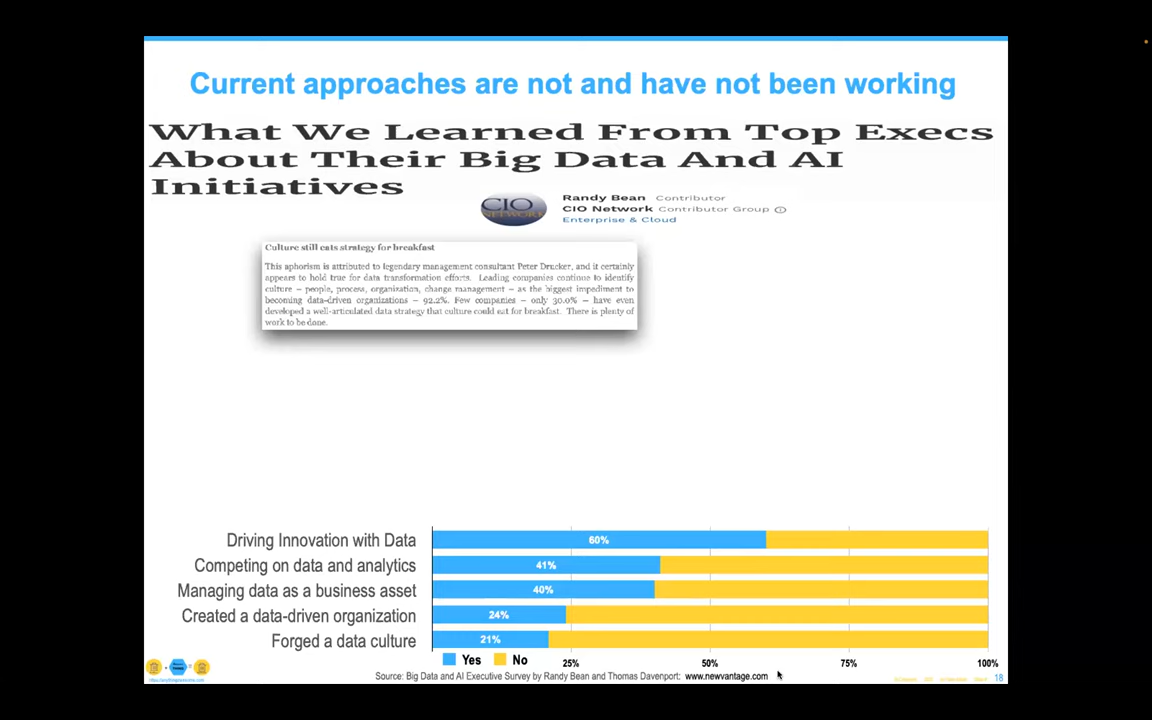 Current approaches are not and have not been working
What We Learned From Top Execs
About Their Big Data And AI
Initiatives
CIO
NETWORK
Randy Bean Contributor
CIO Network Contributor Group
Enterprise & Cloud
Culture still eats strategy for breakfast
This aphorism is attributed to legendary management consultant Peter Drucker, and it certainly
appears to hold true for data transformation efforts. Leading companies continue to identify
culture – people, process, organization, change management – as the biggest impediment to
becoming data-driven organizations – 92.2%. Few companies – only 30.0% – have even
developed a well-articulated data strategy that culture could eat for breakfast. There is plenty of
work to be done.
Driving Innovation with Data 60%
Competing on data and analytics 41%
Managing data as a business asset 40%
Created a data-driven organization 24%
Forged a data culture 21%
Yes No 25% 50% 75% 100%
Source: Big Data and AI Executive Survey by Randy Bean and Thomas Davenport: www.newvantage.com
18